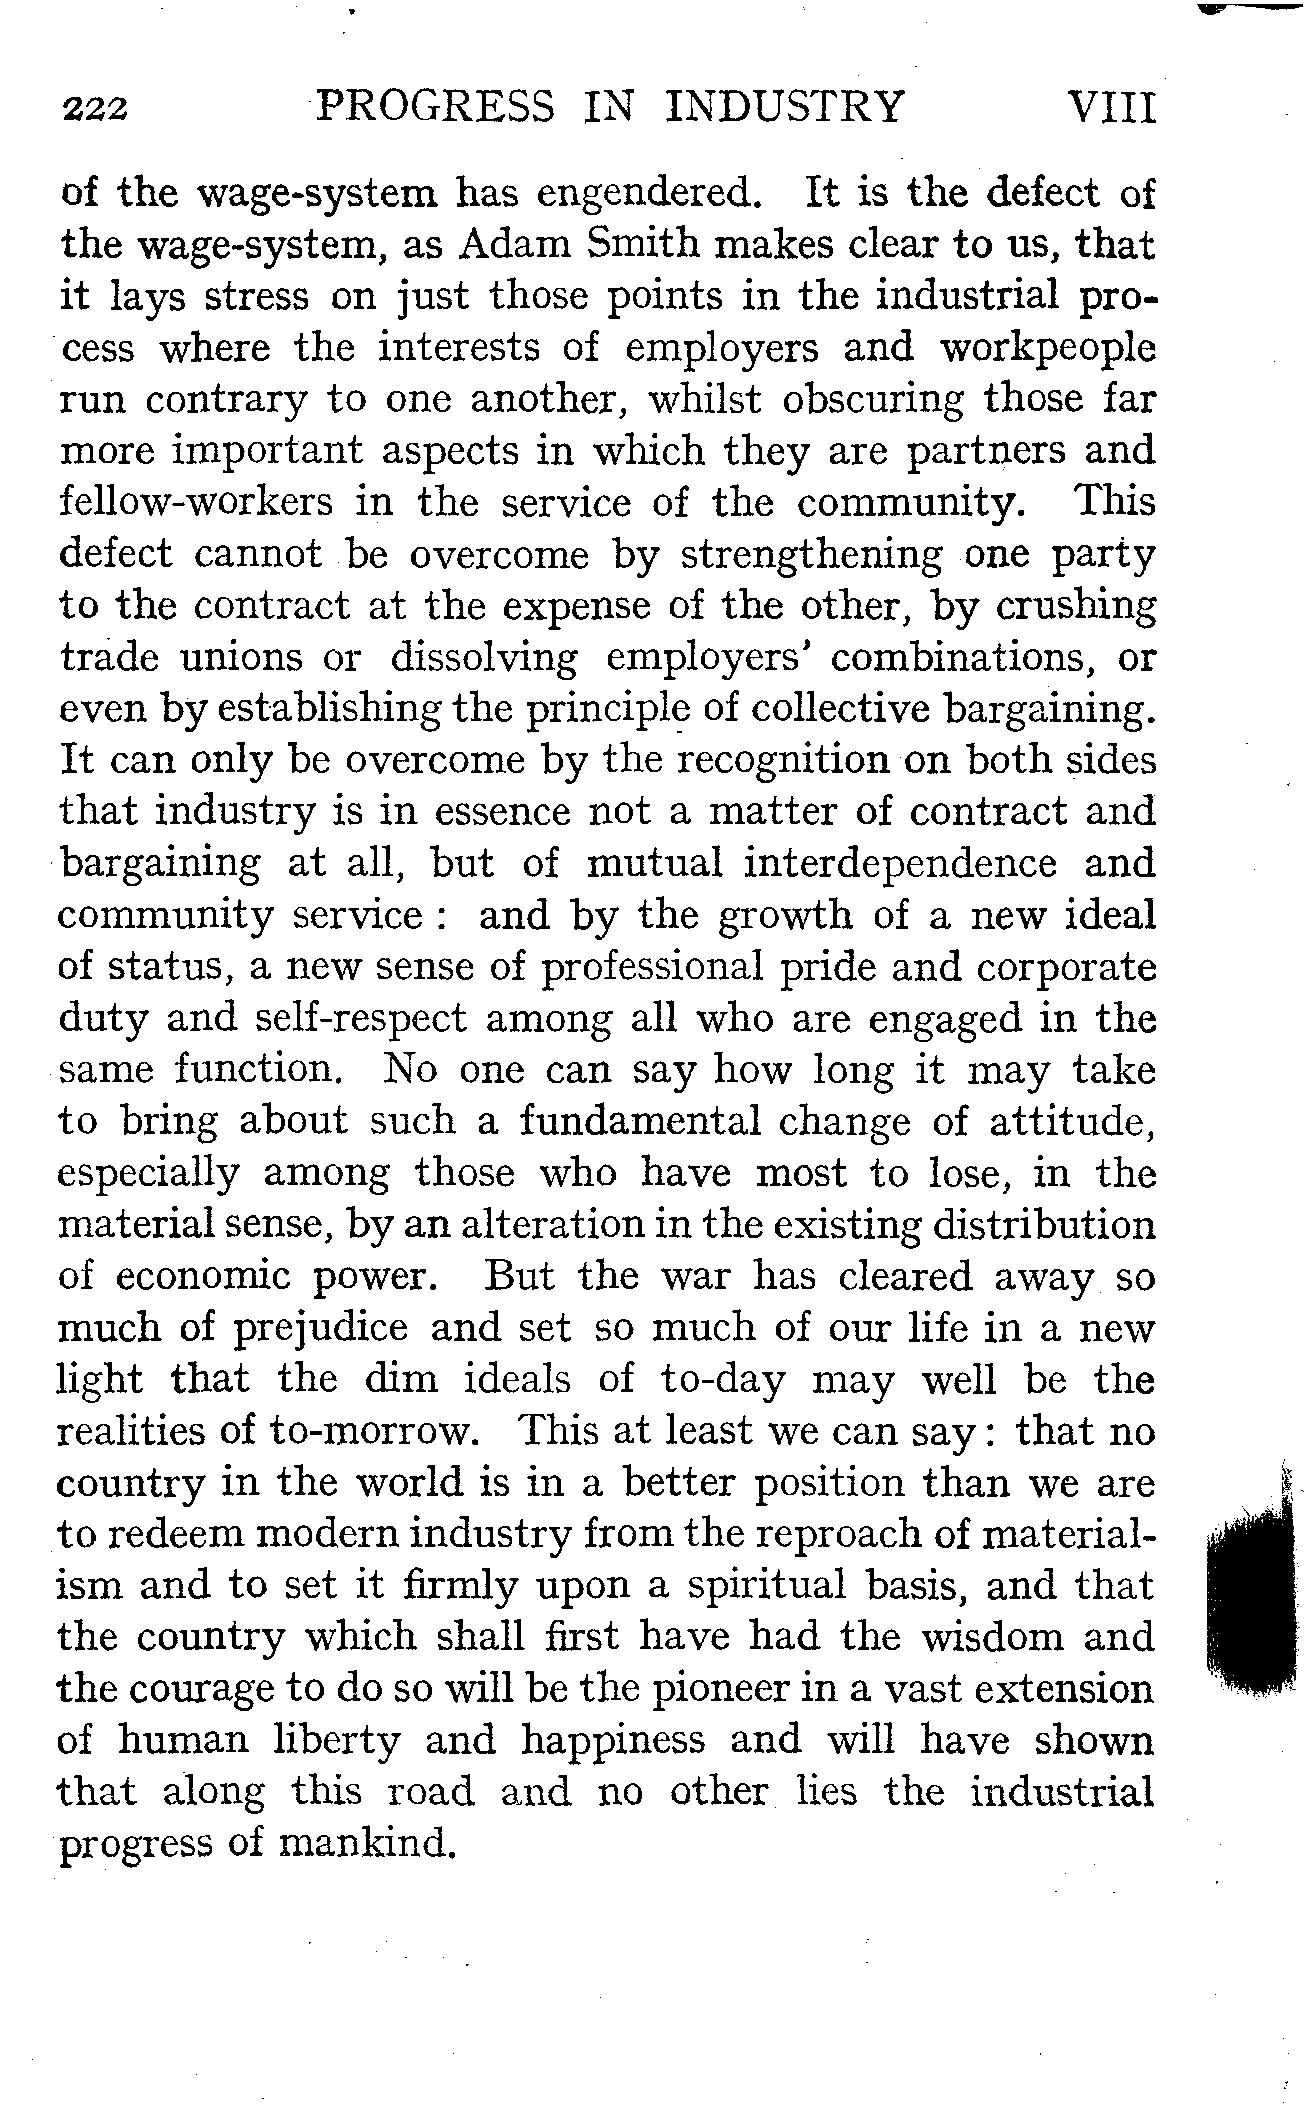 222 PROGRESS IN INDUSTRY VIII
of the wage-system has engendered. It is the defect of
the wage-system, as Adam Smith makes clear to us, that
it lays stress on just those points in the industrial pro-
cess where the interests of employers and workpeople
run contrary to one another, whilst obscuring those far
more important aspects in which they are partners and
fellow-workers in the service of the community. This
defect cannot be overcome by strengthening one party
to the contract at the expense of the other, by crushing
trade unions or dissolving employers' combinations, or
even by establishing the principle of collective bargaining.
It can only be overcome by the recognition on both sides
that industry is in essence not a matter of contract and
bargaining at all, but of mutual interdependence and
community service : and by the growth of a new ideal
of status, a new sense of professional pride and corporate
duty and self-respect among all who are engaged in the
same function. No one can say how long it may take
to bring about such a fundamental change of attitude,
especially among those who have most to lose, in the
material sense, by an alteration in the existing distribution
of economic power. But the war has cleared away so
much of prejudice and set so much of our life in a new
light that the dim ideals of to-day may well be the
realities of to-morrow. This at least we can say : that no
country in the world is in a better position than we are
to redeem modern industry from the reproach of material-
ism and to set it firmly upon a spiritual basis, and that
the country which shall first have had the wisdom and
the courage to do so will be the pioneer in a vast extension
of human liberty and happiness and will have shown
that along this road and no other lies the industrial
progress of mankind.